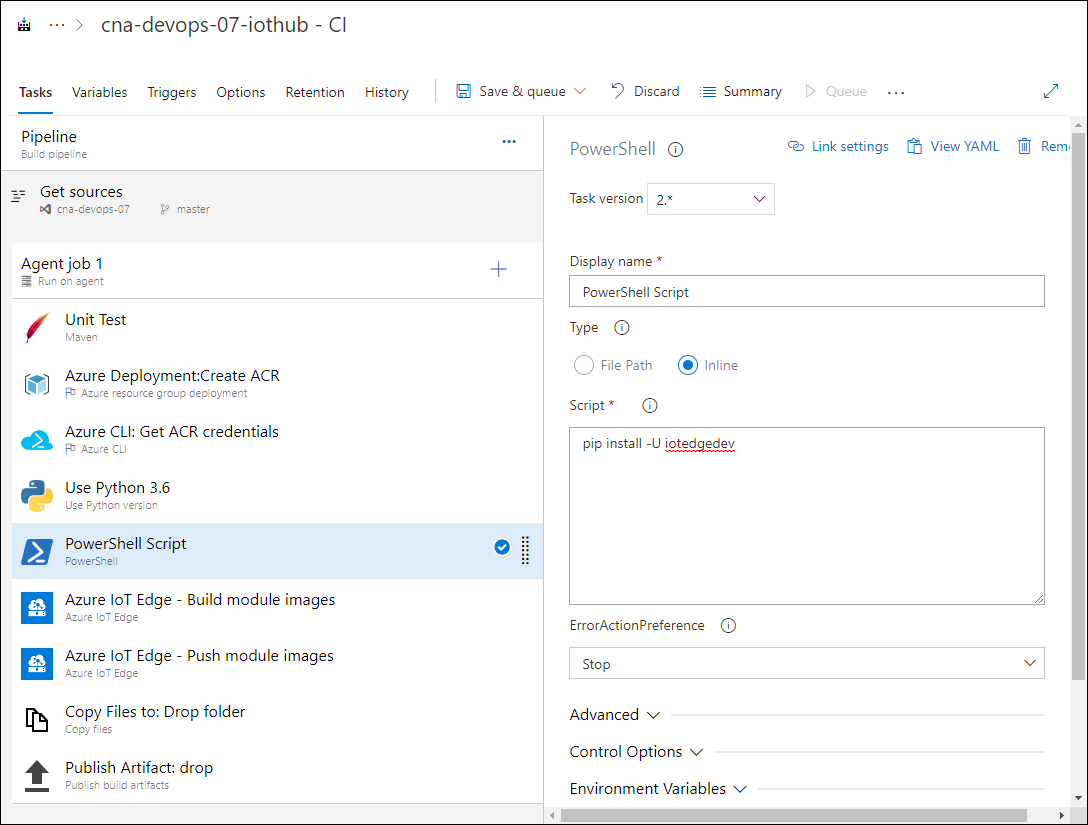 ··· > cna-devops-07-iothub - CI
Tasks Variables Triggers Options Retention History Save & queue Discard Summary Queue ...
Pipeline
Build pipeline
Get sources
cna-devops-07 master
Agent job 1
Run on agent
Unit Test
Maven
Azure Deployment:Create ACR
Azure resource group deployment
Azure CLI: Get ACR credentials
Azure CLI
Use Python 3.6
Use Python version
PowerShell Script
PowerShell
Azure IoT Edge - Build module images
Azure IoT Edge
Azure IoT Edge - Push module images
Azure IoT Edge
Copy Files to: Drop folder
Copy files
Publish Artifact: drop
Publish build artifacts
PowerShell Link settings View YAML Rem
Task version 2.*
Display name *
PowerShell Script
Type
File Path Inline
Script *
pip install -U iotedgedev
ErrorActionPreference
Stop
Advanced
Control Options
Environment Variables